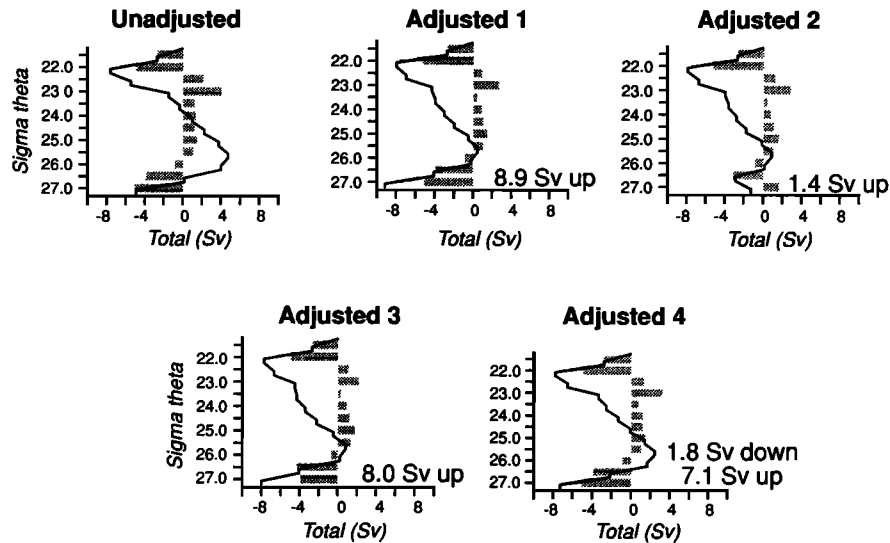 Unadjusted
Adjusted 1
Adjusted 2
Sigma theta
22.0
23.0
24.0
25.0
26.0
27.0
-8 -4 0 4 8
Total (Sv)
22.0
23.0
24.0
25.0
26.0
27.0
8.9 Sv up
-8 -4 0 4 8
Total (Sv)
22.0
23.0
24.0
25.0
26.0
27.0
1.4 Sv up
-8 -4 0 4 8
Total (Sv)
Adjusted 3
Adjusted 4
Sigma theta
22.0
23.0
24.0
25.0
26.0
27.0
8.0 Sv up
-8 -4 0 4 8
Total (Sv)
22.0
23.0
24.0
25.0
26.0
27.0
1.8 Sv down
7.1 Sv up
-8 -4 0 4 8
Total (Sv)